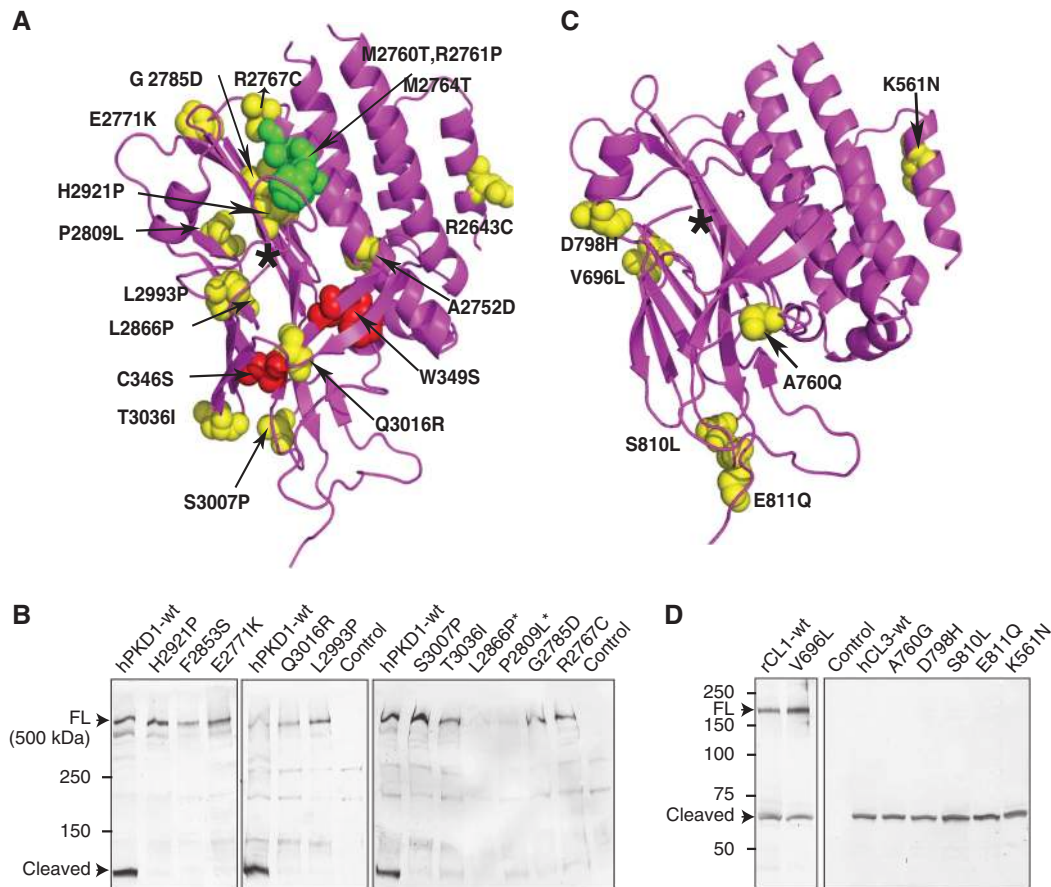 A
C
M2760T,R2761P
G 2785D
R2767C
M2764T
K561N
E2771K
H2921P
R2643C
P2809L
D798H
V696L
L2993P
A2752D
L2866P
C346S
W349S
A760Q
T3036I
Q3016R
S810L
S3007P
E811Q
B
hPKD1-wt
H2921P
F2853S
E2771K
hPKD1-wt
Q3016R
L2993P
Control
hPKD1-wt
S3007P
T3036I
L2866P*
P2809L*
G2785D
R2767C
Control
FL
(500 kDa)
250
150
Cleaved
D
rCL1-wt
V696L
Control
hCL3-wt
A760G
D798H
S810L
E811Q
K561N
250
FL
150
100
75
Cleaved
50